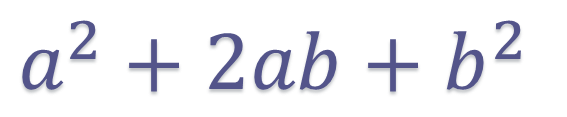 a² + 2ab + b²